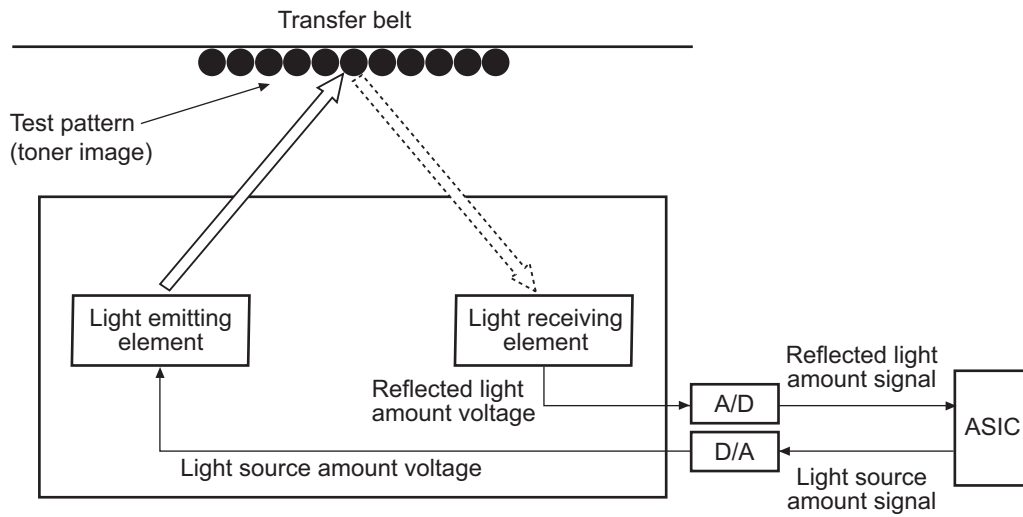 Transfer belt
Test pattern
(toner image)
Light emitting
element
Light receiving
element
Reflected light
amount voltage
Reflected light
amount signal
A/D
ASIC
D/A
Light source amount voltage
Light source
amount signal